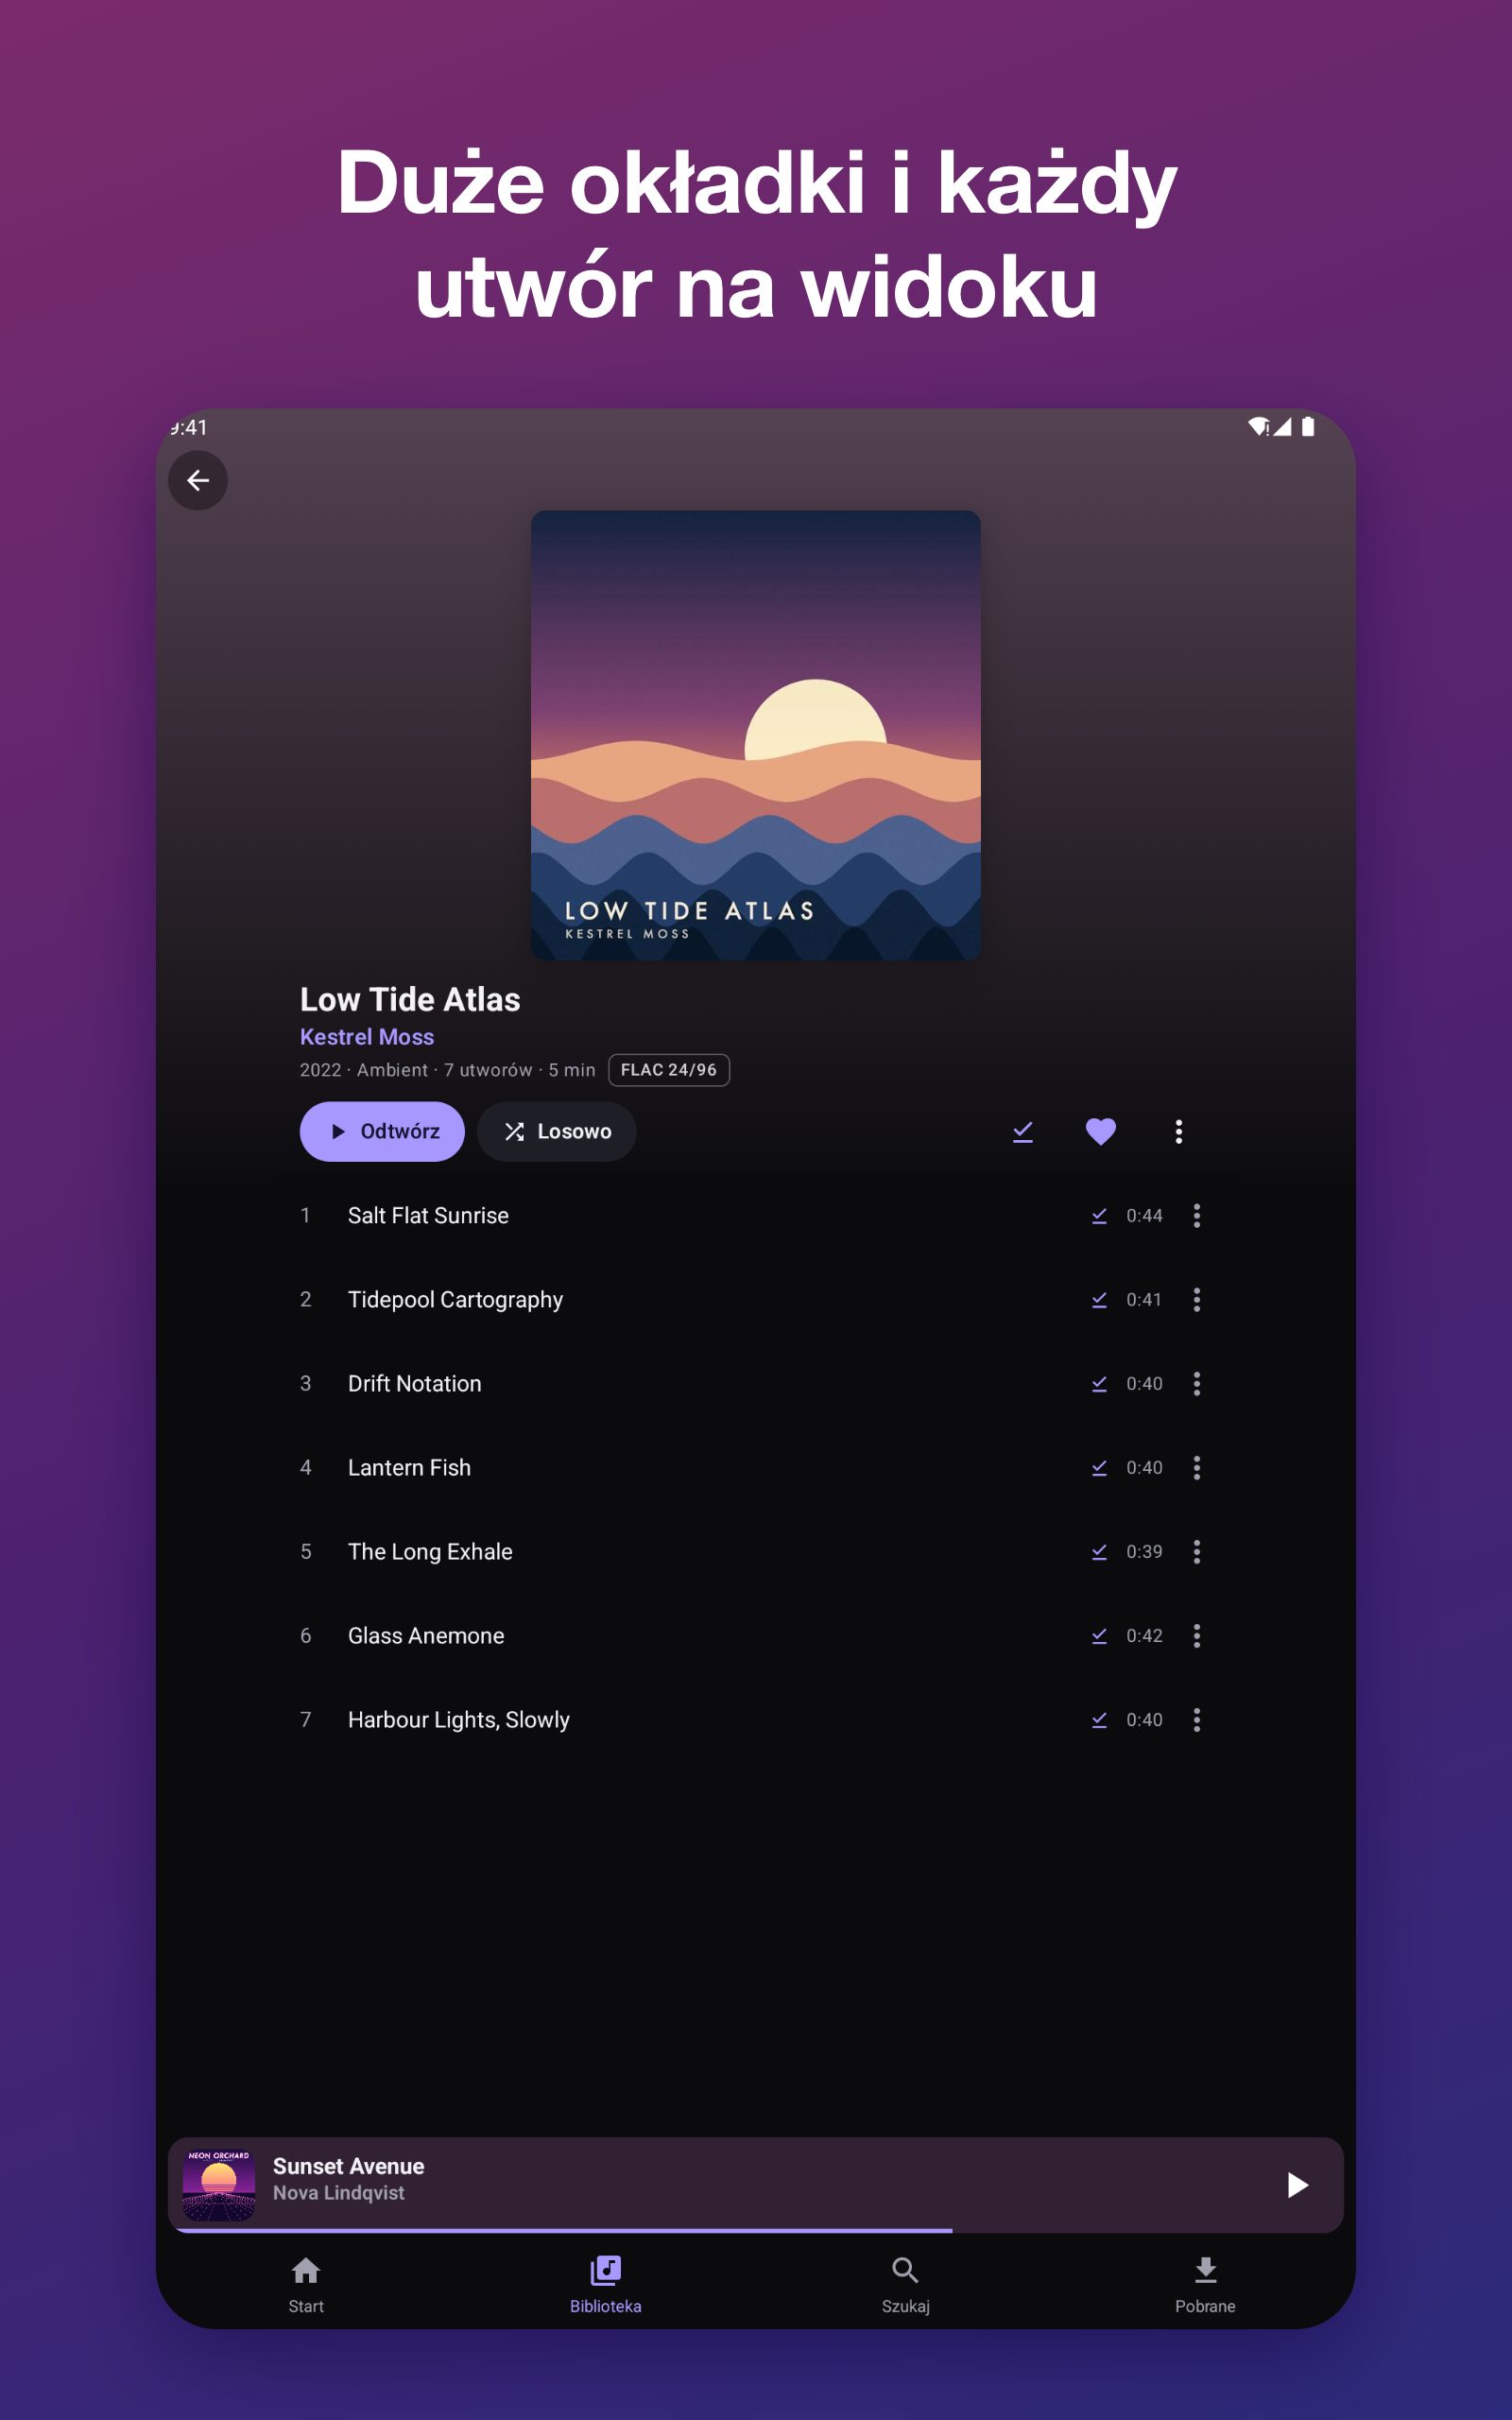 Duże okładki i każdy
utwór na widoku
9:41
LOW TIDE ATLAS
KESTREL MOSS
Low Tide Atlas
Kestrel Moss
2022 · Ambient · 7 utworów · 5 min FLAC 24/96
Odtwórz Losowo
1 Salt Flat Sunrise 0:44
2 Tidepool Cartography 0:41
3 Drift Notation 0:40
4 Lantern Fish 0:40
5 The Long Exhale 0:39
6 Glass Anemone 0:42
7 Harbour Lights, Slowly 0:40
NEON ORCHARD
Sunset Avenue
Nova Lindqvist
Start Biblioteka Szukaj Pobrane